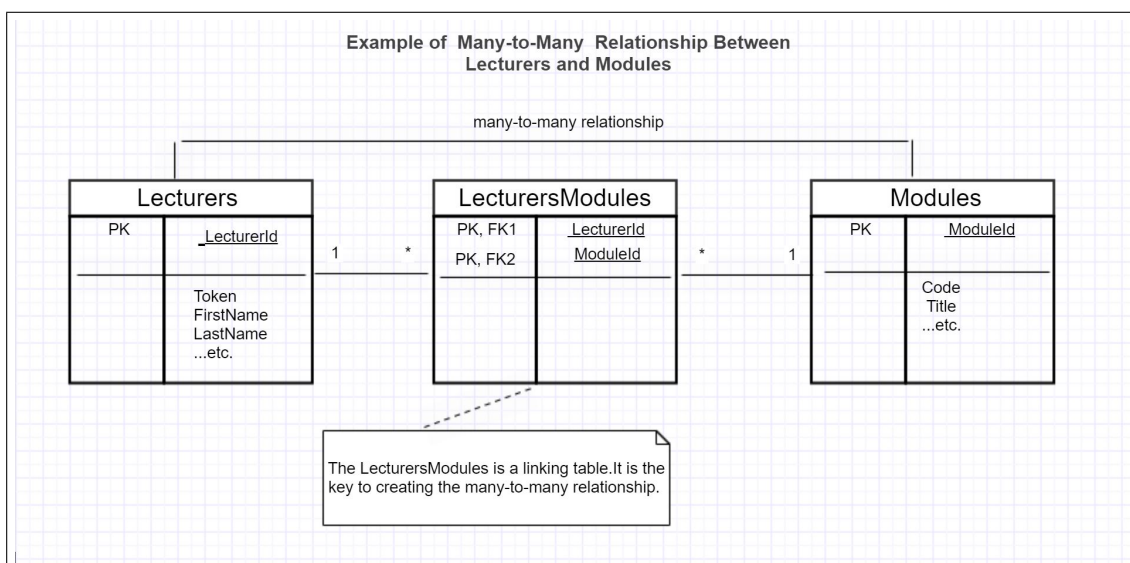 Example of Many-to-Many Relationship Between
Lecturers and Modules
many-to-many relationship
Lecturers
PK
_LecturerId
Token
FirstName
LastName
...etc.
1
*
LecturersModules
PK, FK1
LecturerId
PK, FK2
ModuleId
*
1
Modules
PK
ModuleId
Code
Title
...etc.
The LecturersModules is a linking table.It is the
key to creating the many-to-many relationship.